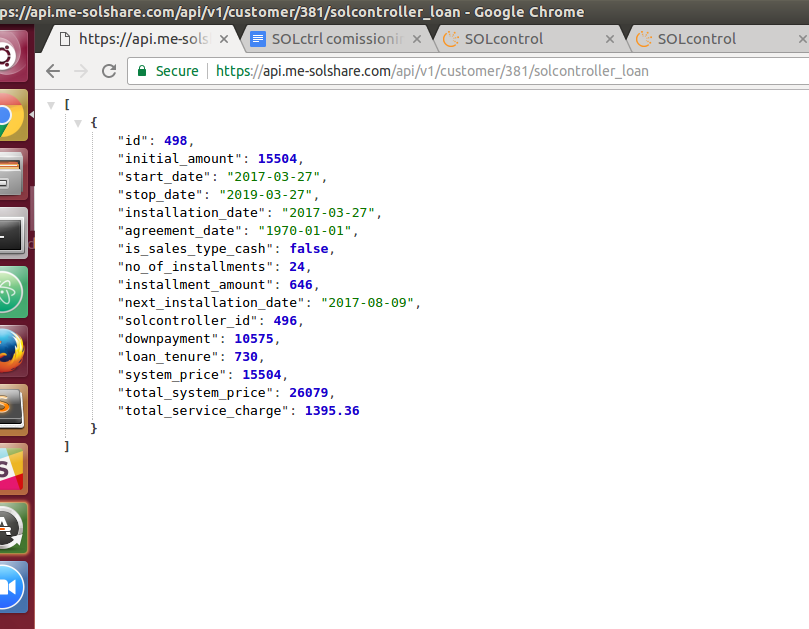 ps://api.me-solshare.com/api/v1/customer/381/solcontroller_loan - Google Chrome
https://api.me-sols
SOLctrl comissionin
SOLcontrol
SOLcontrol
Secure
https://api.me-solshare.com/api/v1/customer/381/solcontroller_loan
[
{
"id": 498,
"initial_amount": 15504,
"start_date": "2017-03-27",
"stop_date": "2019-03-27",
"installation_date": "2017-03-27",
"agreement_date": "1970-01-01",
"is_sales_type_cash": false,
"no_of_installments": 24,
"installment_amount": 646,
"next_installation_date": "2017-08-09",
"solcontroller_id": 496,
"downpayment": 10575,
"loan_tenure": 730,
"system_price": 15504,
"total_system_price": 26079,
"total_service_charge": 1395.36
}
]